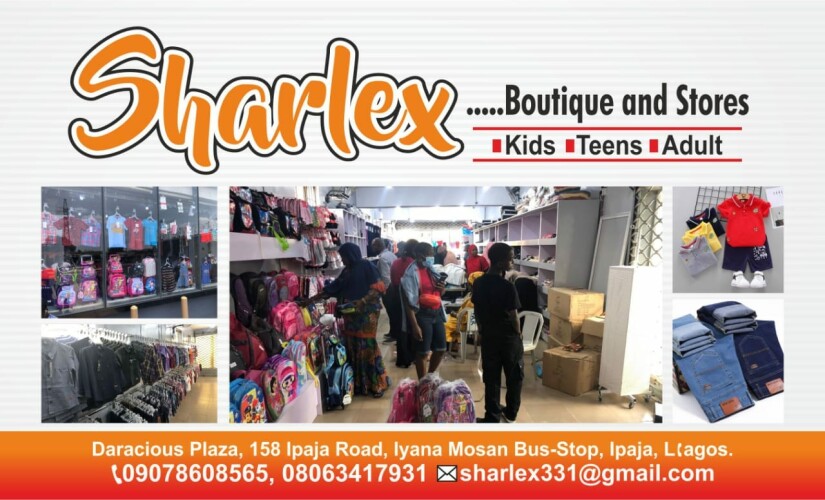 Sharlex
.....Boutique and Stores
Kids Teens Adult
Daracious Plaza, 158 Ipaja Road, Iyana Mosan Bus-Stop, Ipaja, Lagos.
09078608565, 08063417931 sharlex331@gmail.com